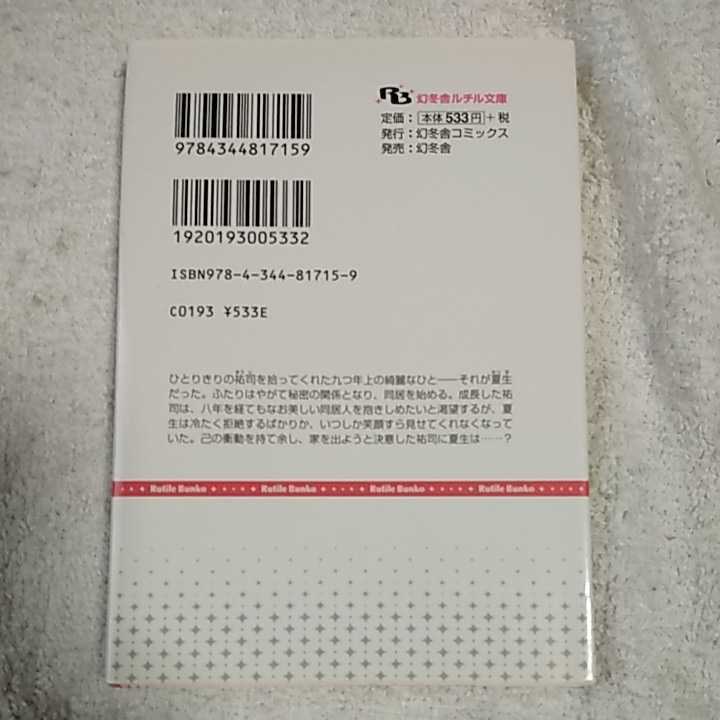 RB 幻冬舎ルチル文庫
定価：本体533円+税
発行：幻冬舎コミックス
発売：幻冬舎
9784344817159
1920193005332
ISBN978-4-344-81715-9
C0193 ¥533E
ひとりきりの祐司を拾ってくれた九つ年上の綺麗なひと——それが夏生
だった。ふたりはやがて秘密の関係となり、同居を始める。成長した祐
司は、八年を経てもなお美しい同居人を抱きしめたいと渇望するが、夏
生は冷たく拒絶するばかりか、いつしか笑顔すら見せてくれなくなって
いた。己の衝動を持て余し、家を出ようと決意した祐司に夏生は……？
Rutile Bunko Rutile Bunko Rutile Bunko Rutile Bunko